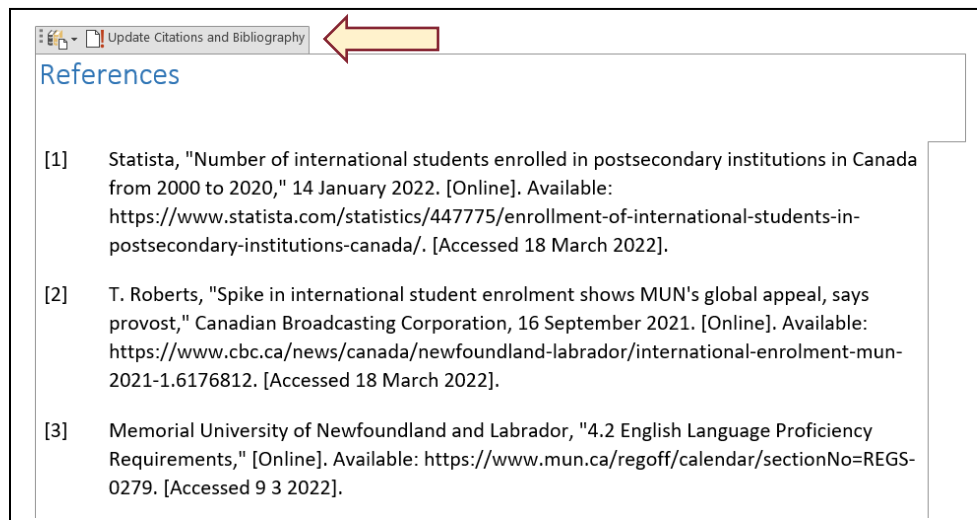 Update Citations and Bibliography
References
[1] Statista, "Number of international students enrolled in postsecondary institutions in Canada
from 2000 to 2020," 14 January 2022. [Online]. Available:
https://www.statista.com/statistics/447775/enrollment-of-international-students-in-
postsecondary-institutions-canada/. [Accessed 18 March 2022].
[2] T. Roberts, "Spike in international student enrolment shows MUN's global appeal, says
provost," Canadian Broadcasting Corporation, 16 September 2021. [Online]. Available:
https://www.cbc.ca/news/canada/newfoundland-labrador/international-enrolment-mun-
2021-1.6176812. [Accessed 18 March 2022].
[3] Memorial University of Newfoundland and Labrador, "4.2 English Language Proficiency
Requirements," [Online]. Available: https://www.mun.ca/regoff/calendar/sectionNo=REGS-
0279. [Accessed 9 3 2022].